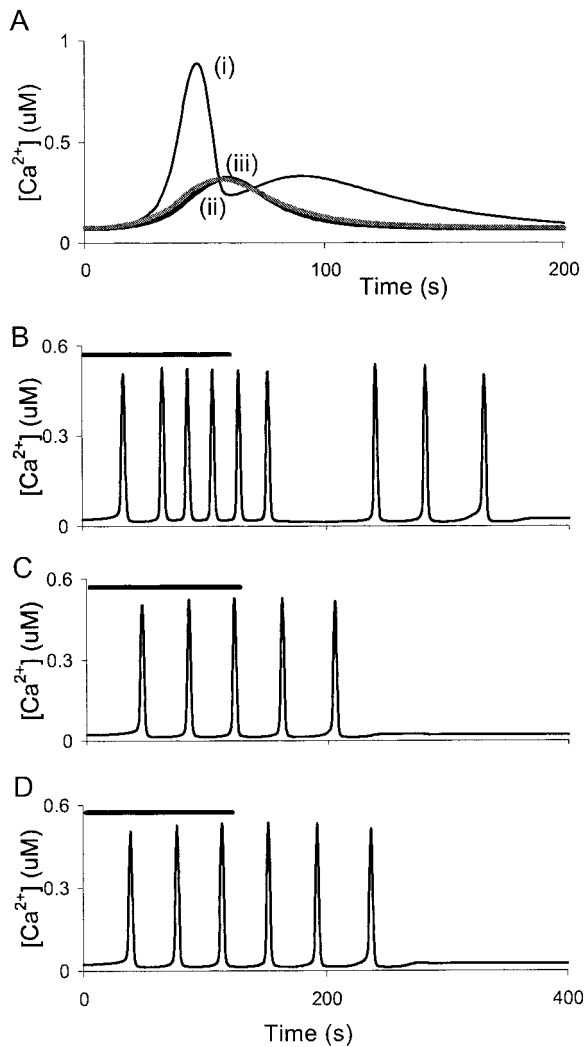 A
[Ca2+] (uM)
1
0.5
0
(i)
(iii)
(ii)
0
100
200
Time (s)
B
[Ca2+] (uM)
0.6
0.3
0
C
[Ca2+] (uM)
0.6
0.3
0
D
[Ca2+] (uM)
0.6
0.3
0
0
200
400
Time (s)